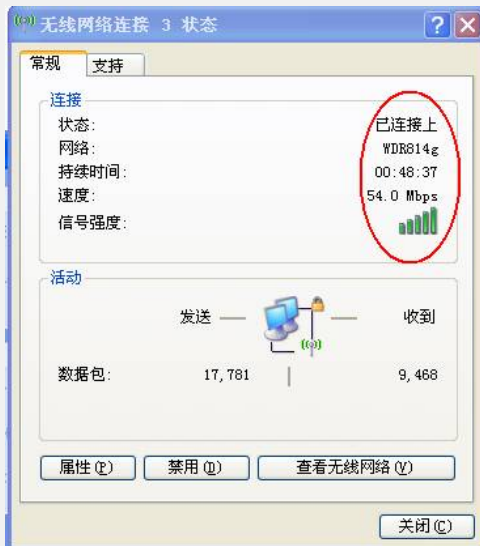 无线网络连接 3 状态
常规 支持
连接
状态: 已连接上
网络: WDR814g
持续时间: 00:48:37
速度: 54.0 Mbps
信号强度:
活动
发送 — — 收到
数据包: 17,781 | 9,468
属性(P) 禁用(D) 查看无线网络(V)
关闭(C)